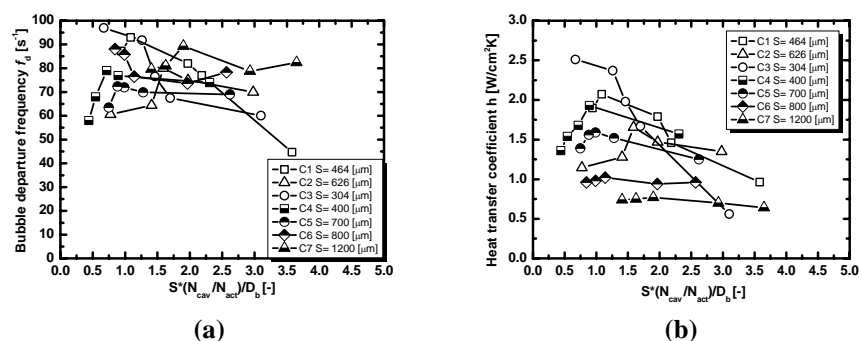 Bubble departure frequency f_d [s⁻¹]
100
90
80
70
60
50
40
30
20
10
0
C1 S= 464 [μm]
C2 S= 626 [μm]
C3 S= 304 [μm]
C4 S= 400 [μm]
C5 S= 700 [μm]
C6 S= 800 [μm]
C7 S= 1200 [μm]
0.0 0.5 1.0 1.5 2.0 2.5 3.0 3.5 4.0 4.5 5.0
S*(N_cav/N_act)/D_b [-]
(a)
Heat transfer coefficient h [W/cm²K]
3.0
2.5
2.0
1.5
1.0
0.5
0.0
C1 S= 464 [μm]
C2 S= 626 [μm]
C3 S= 304 [μm]
C4 S= 400 [μm]
C5 S= 700 [μm]
C6 S= 800 [μm]
C7 S= 1200 [μm]
0.0 0.5 1.0 1.5 2.0 2.5 3.0 3.5 4.0 4.5 5.0
S*(N_cav/N_act)/D_b [-]
(b)